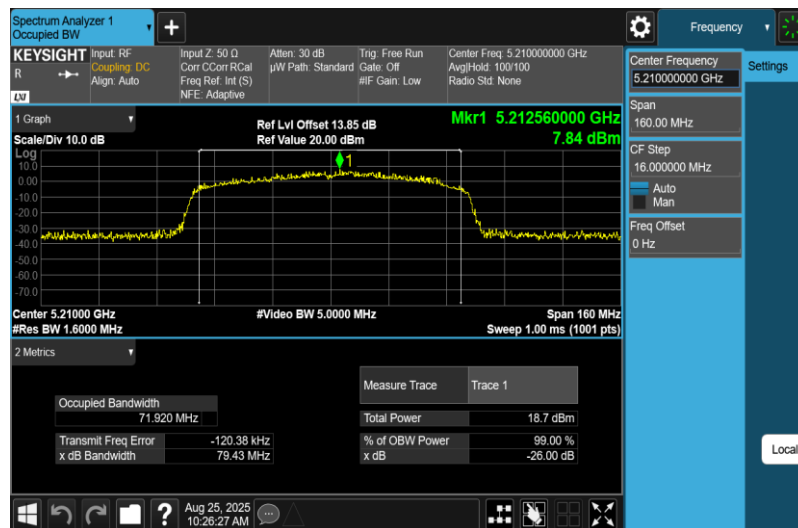 Spectrum Analyzer 1
Occupied BW
Frequency
KEYSIGHT
R
LXI
Input: RF
Coupling: DC
Align: Auto
Input Z: 50 Ω
Corr CCorr RCal
Freq Ref: Int (S)
NFE: Adaptive
Atten: 30 dB
µW Path: Standard
Trig: Free Run
Gate: Off
#IF Gain: Low
Center Freq: 5.210000000 GHz
Avg|Hold: 100/100
Radio Std: None
Center Frequency
5.210000000 GHz
Settings
Span
160.00 MHz
CF Step
16.000000 MHz
Auto
Man
Freq Offset
0 Hz
Local
1 Graph
Scale/Div 10.0 dB
Ref Lvl Offset 13.85 dB
Ref Value 20.00 dBm
Mkr1 5.212560000 GHz
7.84 dBm
Log
10.0
0.00
-10.0
-20.0
-30.0
-40.0
-50.0
-60.0
-70.0
1
Center 5.21000 GHz
#Res BW 1.6000 MHz
#Video BW 5.0000 MHz
Span 160 MHz
Sweep 1.00 ms (1001 pts)
2 Metrics
Occupied Bandwidth
71.920 MHz
Transmit Freq Error -120.38 kHz
x dB Bandwidth 79.43 MHz
Measure Trace Trace 1
Total Power 18.7 dBm
% of OBW Power 99.00 %
x dB -26.00 dB
?
Aug 25, 2025
10:26:27 AM